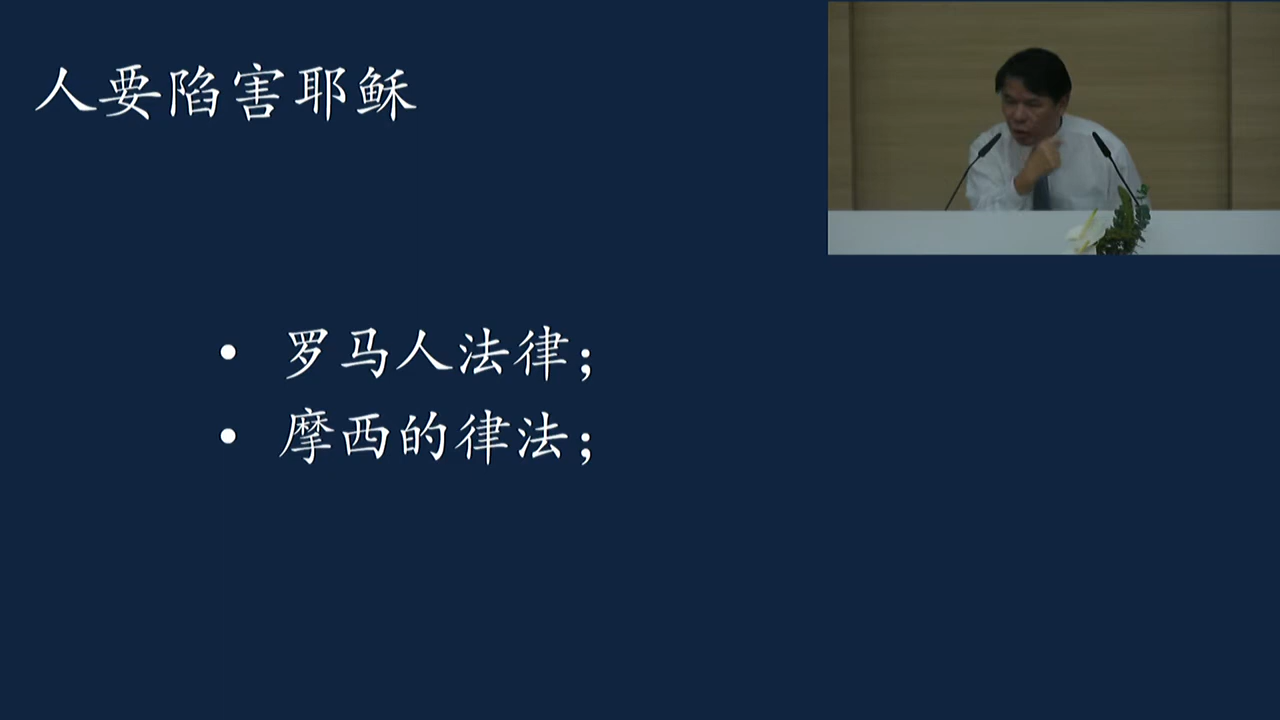 人要陷害耶稣
• 罗马人法律；
• 摩西的律法；